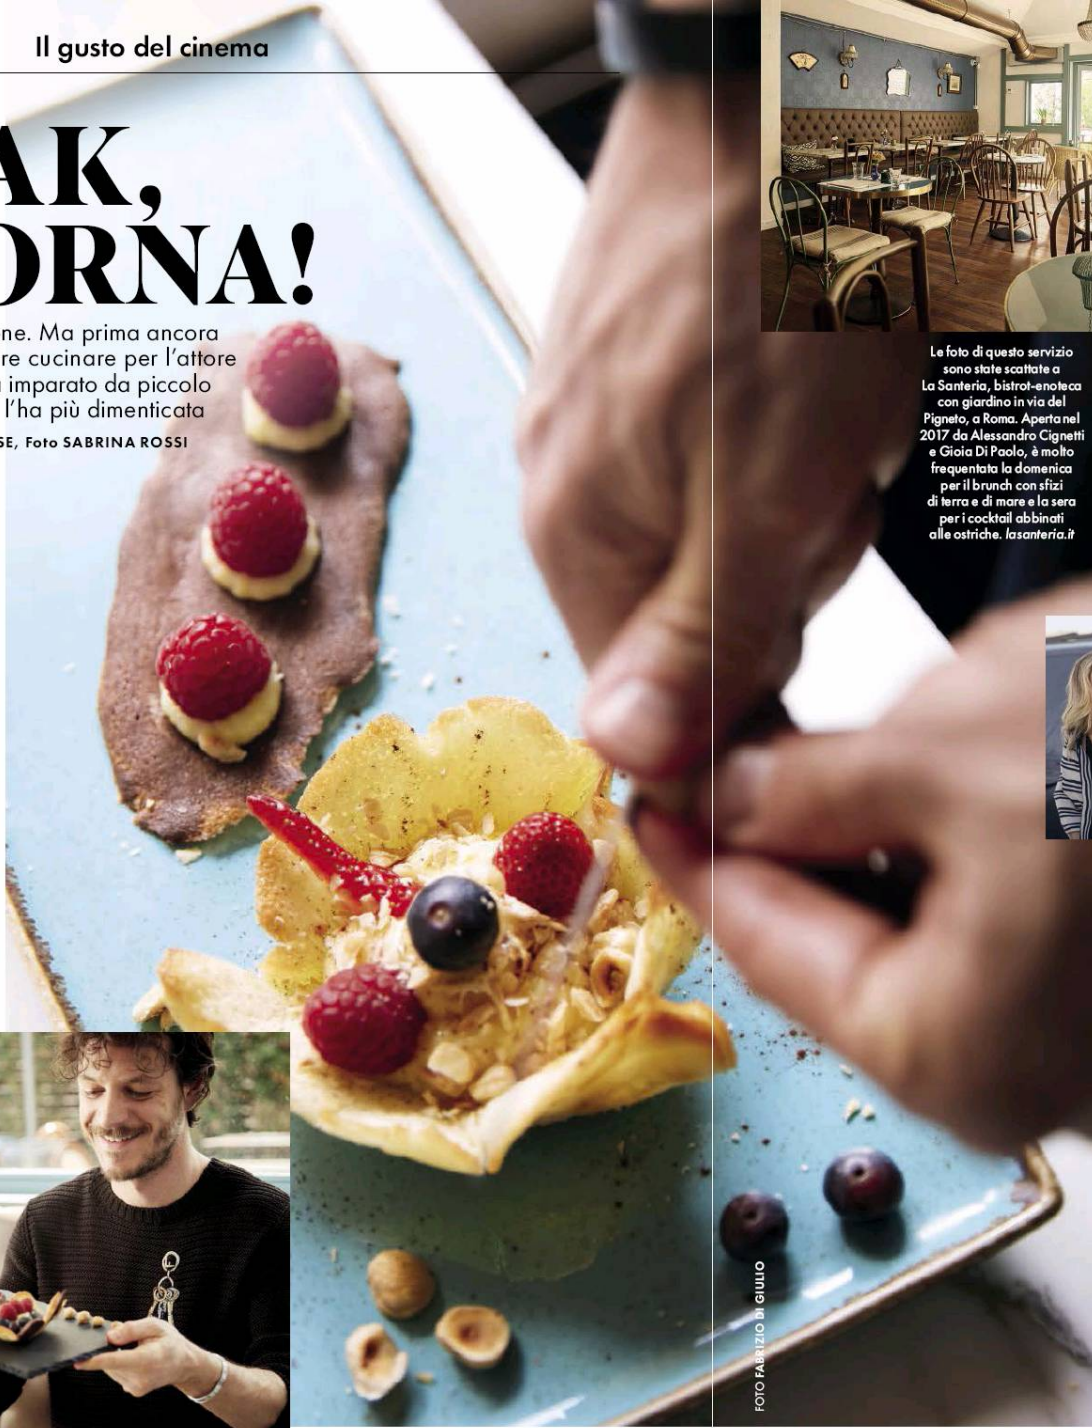 Il gusto del cinema
AK,
ORNA!
ne. Ma prima ancora
re cucinare per l'attore
imparato da piccolo
l'ha più dimenticata
SE, Foto SABRINA ROSSI
Le foto di questo servizio
sono state scattate a
La Santeria, bistrot-enoteca
con giardino in via del
Pigneto, a Roma. Aperta nel
2017 da Alessandro Cignetti
e Gioia Di Paolo, è molto
frequentata la domenica
per il brunch con sfizi
di terra e di mare e la sera
per i cocktail abbinati
alle ostriche. lasanteria.it
FOTO FABRIZIO DI GIULIO